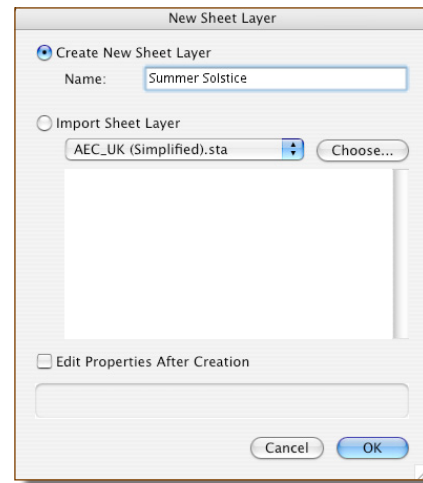 New Sheet Layer
Create New Sheet Layer
Name: Summer Solstice
Import Sheet Layer
AEC_UK (Simplified).sta Choose...
Edit Properties After Creation
Cancel OK